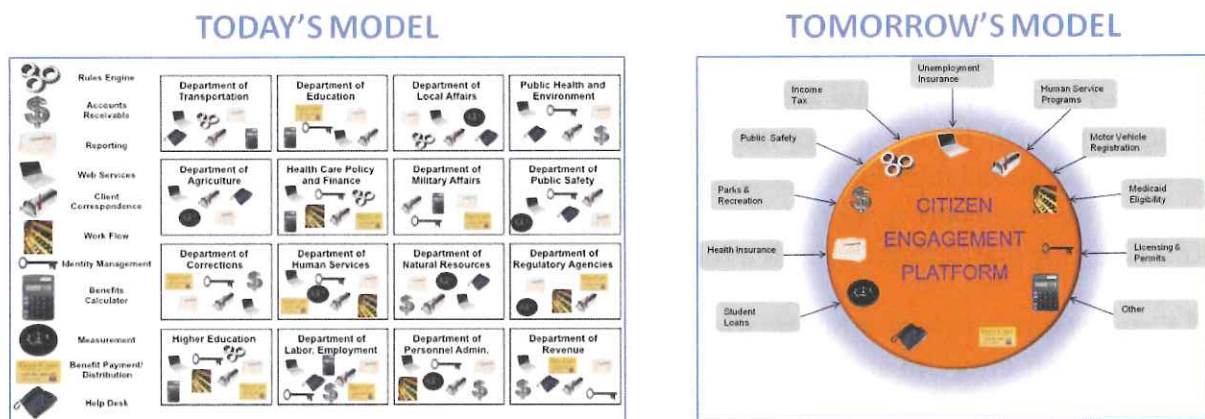 TODAY'S MODEL
Rules Engine
Accounts
Receivable
Reporting
Web Services
Client
Correspondence
Work Flow
Identity Management
Benefits
Calculator
Measurement
Benefit Payment/
Distribution
Help Desk
Department of
Transportation
Department of
Education
Department of
Local Affairs
Public Health and
Environment
Department of
Agriculture
Health Care Policy
and Finance
Department of
Military Affairs
Department of
Public Safety
Department of
Corrections
Department of
Human Services
Department of
Natural Resources
Department of
Regulatory Agencies
Higher Education
Department of
Labor, Employment
Department of
Personnel Admin.
Department of
Revenue
TOMORROW'S MODEL
Unemployment
Insurance
Income
Tax
Human Service
Programs
Public Safety
Motor Vehicle
Registration
Parks &
Recreation
Medicaid
Eligibility
Health Insurance
Licensing &
Permits
Student
Loans
Other
CITIZEN
ENGAGEMENT
PLATFORM